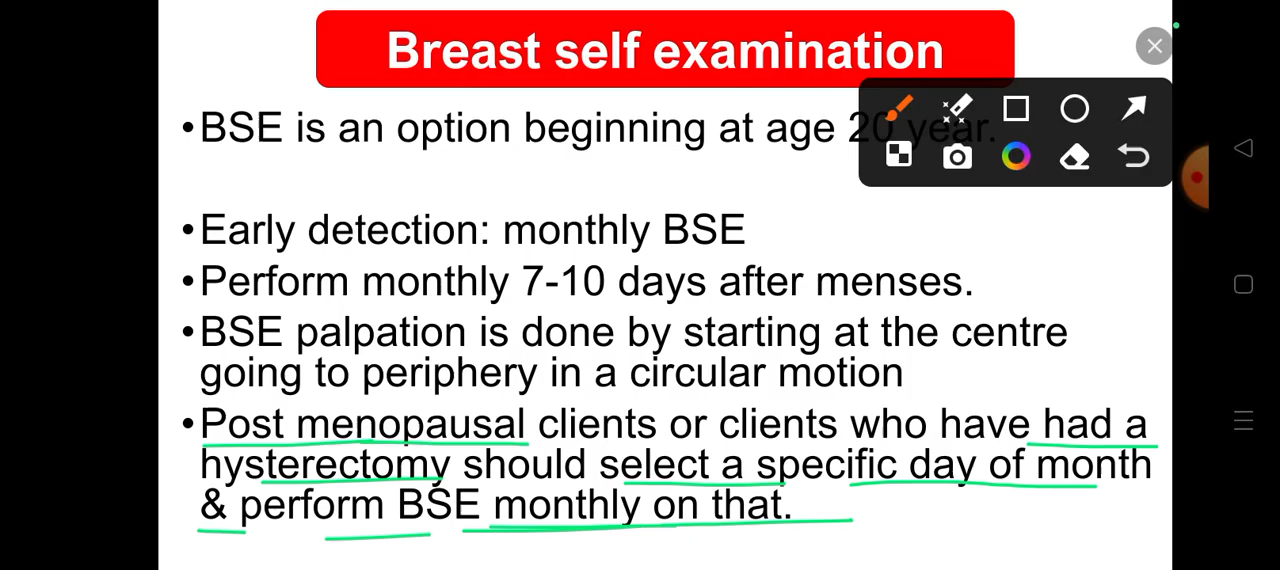 Breast self examination
•BSE is an option beginning at age 20 year.
•Early detection: monthly BSE
•Perform monthly 7-10 days after menses.
•BSE palpation is done by starting at the centre
going to periphery in a circular motion
•Post menopausal clients or clients who have had a
hysterectomy should select a specific day of month
& perform BSE monthly on that.